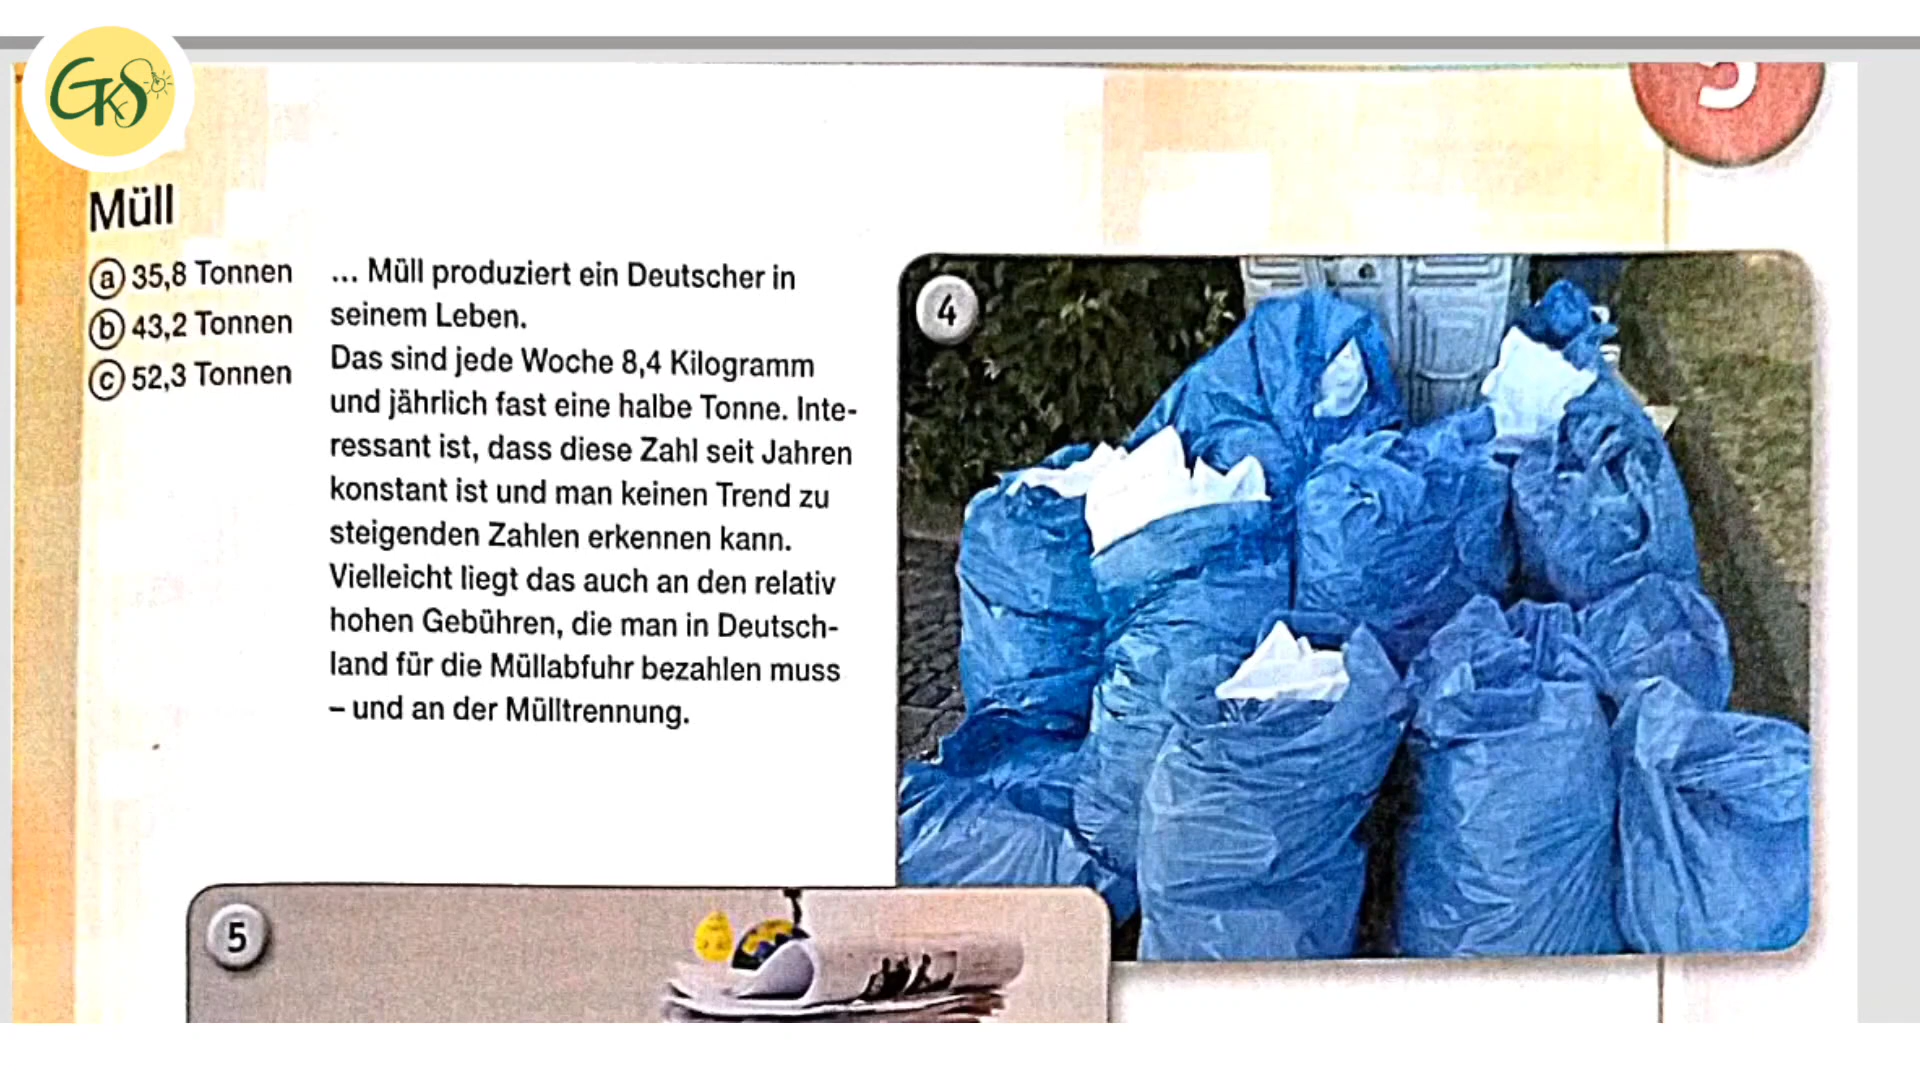 GKS
Müll
ⓐ 35,8 Tonnen
ⓑ 43,2 Tonnen
ⓒ 52,3 Tonnen
... Müll produziert ein Deutscher in
seinem Leben.
Das sind jede Woche 8,4 Kilogramm
und jährlich fast eine halbe Tonne. Inte-
ressant ist, dass diese Zahl seit Jahren
konstant ist und man keinen Trend zu
steigenden Zahlen erkennen kann.
Vielleicht liegt das auch an den relativ
hohen Gebühren, die man in Deutsch-
land für die Müllabfuhr bezahlen muss
– und an der Mülltrennung.
4
5